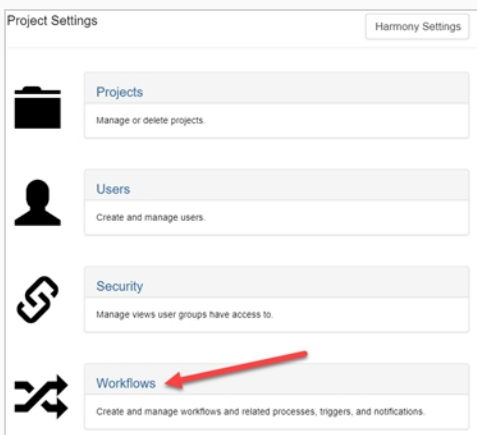 Project Settings
Harmony Settings
Projects
Manage or delete projects.
Users
Create and manage users.
Security
Manage views user groups have access to.
Workflows
Create and manage workflows and related processes, triggers, and notifications.